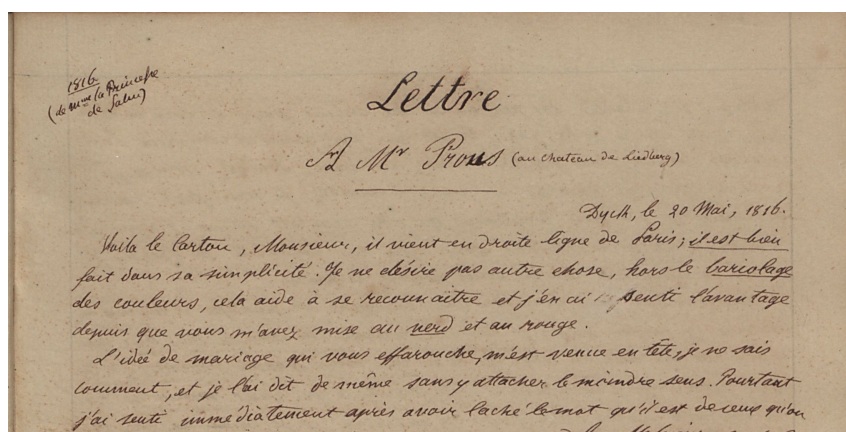 1816.
(de Mme la Princesse
de Salm)
Lettre
A Mr Prous (au chateau de Liedberg)
Dyck, le 20 Mai, 1816.
Voila le Carton, Monsieur, il vient en droite ligne de Paris; il est bien
fait dans sa simplicité. Je ne désire pas autre chose, hors le bariolage
des couleurs, cela aide à se reconnaitre et j'en ai senti l'avantage
depuis que vous m'avez mise au verd et au rouge.
L'idée de mariage qui vous effarouche, m'est venue en tête, je ne sais
comment, et je l'ai dit de même sans y attacher le moindre sens. Pourtant
j'ai senti immédiatement après avoir laché le mot qu'il est de ceux qu'on